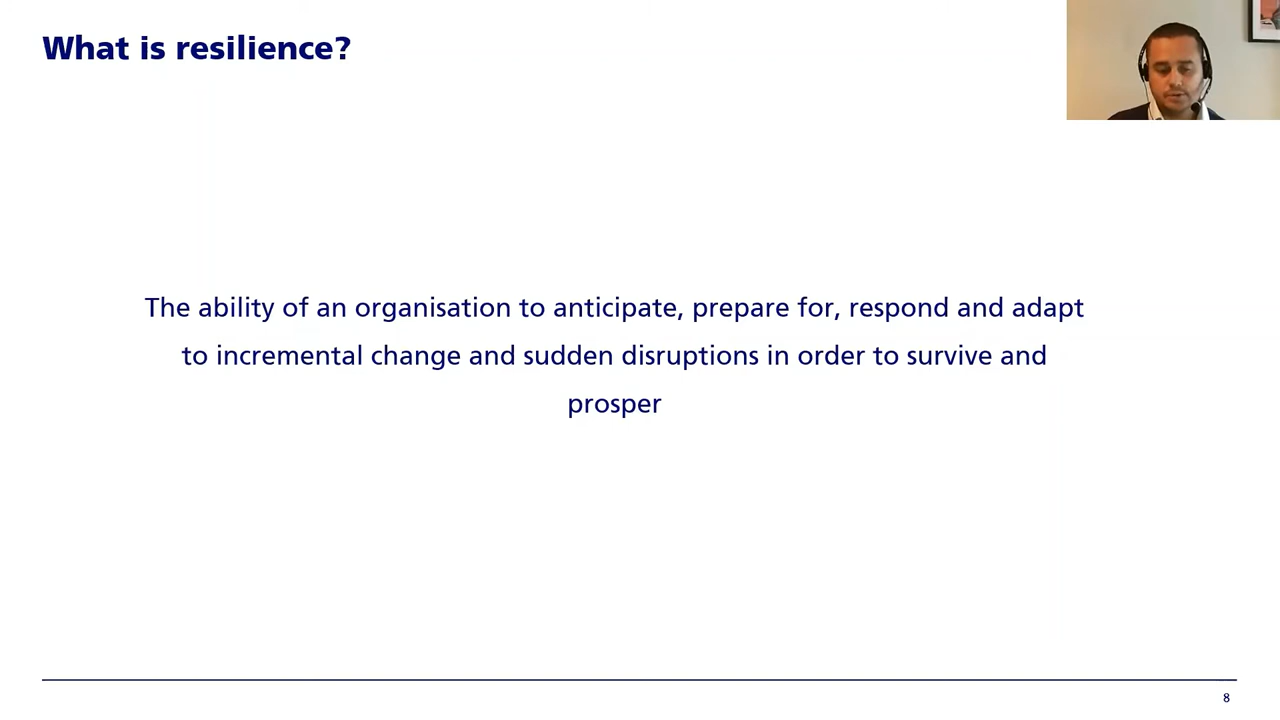 What is resilience?
The ability of an organisation to anticipate, prepare for, respond and adapt
to incremental change and sudden disruptions in order to survive and
prosper
8